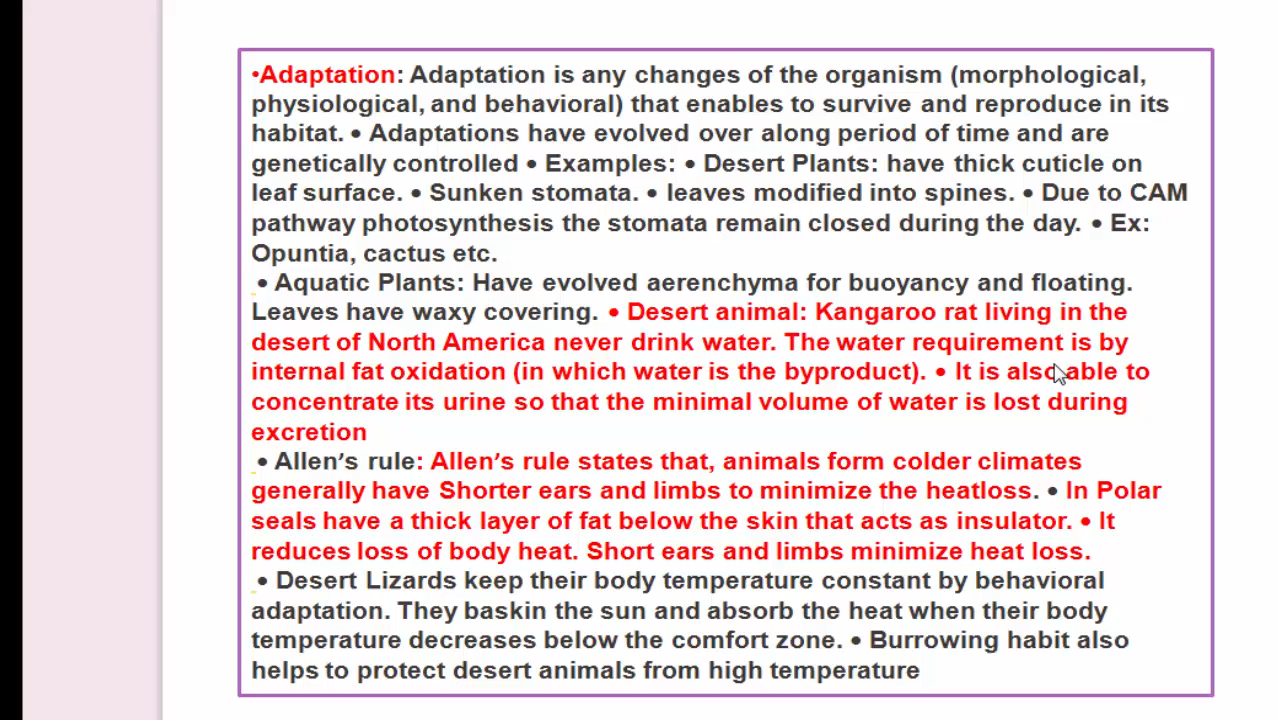 •Adaptation: Adaptation is any changes of the organism (morphological,
physiological, and behavioral) that enables to survive and reproduce in its
habitat. • Adaptations have evolved over along period of time and are
genetically controlled • Examples: • Desert Plants: have thick cuticle on
leaf surface. • Sunken stomata. • leaves modified into spines. • Due to CAM
pathway photosynthesis the stomata remain closed during the day. • Ex:
Opuntia, cactus etc.
• Aquatic Plants: Have evolved aerenchyma for buoyancy and floating.
Leaves have waxy covering. • Desert animal: Kangaroo rat living in the
desert of North America never drink water. The water requirement is by
internal fat oxidation (in which water is the byproduct). • It is also able to
concentrate its urine so that the minimal volume of water is lost during
excretion
• Allen’s rule: Allen’s rule states that, animals form colder climates
generally have Shorter ears and limbs to minimize the heatloss. • In Polar
seals have a thick layer of fat below the skin that acts as insulator. • It
reduces loss of body heat. Short ears and limbs minimize heat loss.
• Desert Lizards keep their body temperature constant by behavioral
adaptation. They baskin the sun and absorb the heat when their body
temperature decreases below the comfort zone. • Burrowing habit also
helps to protect desert animals from high temperature